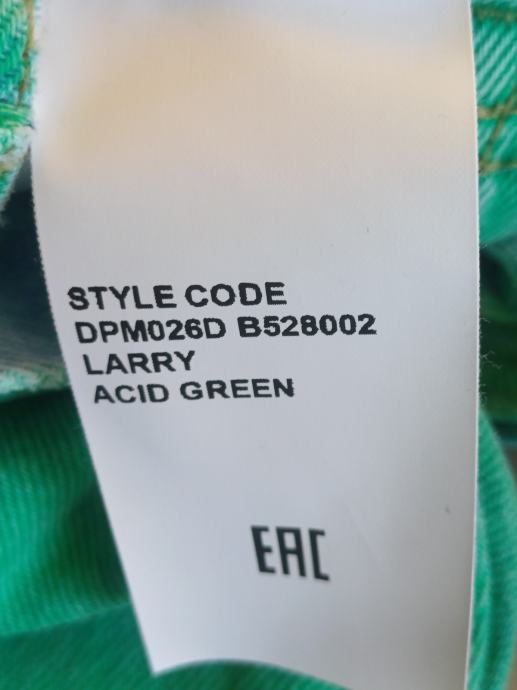 STYLE CODE
DPM026D B528002
LARRY
ACID GREEN
EAC